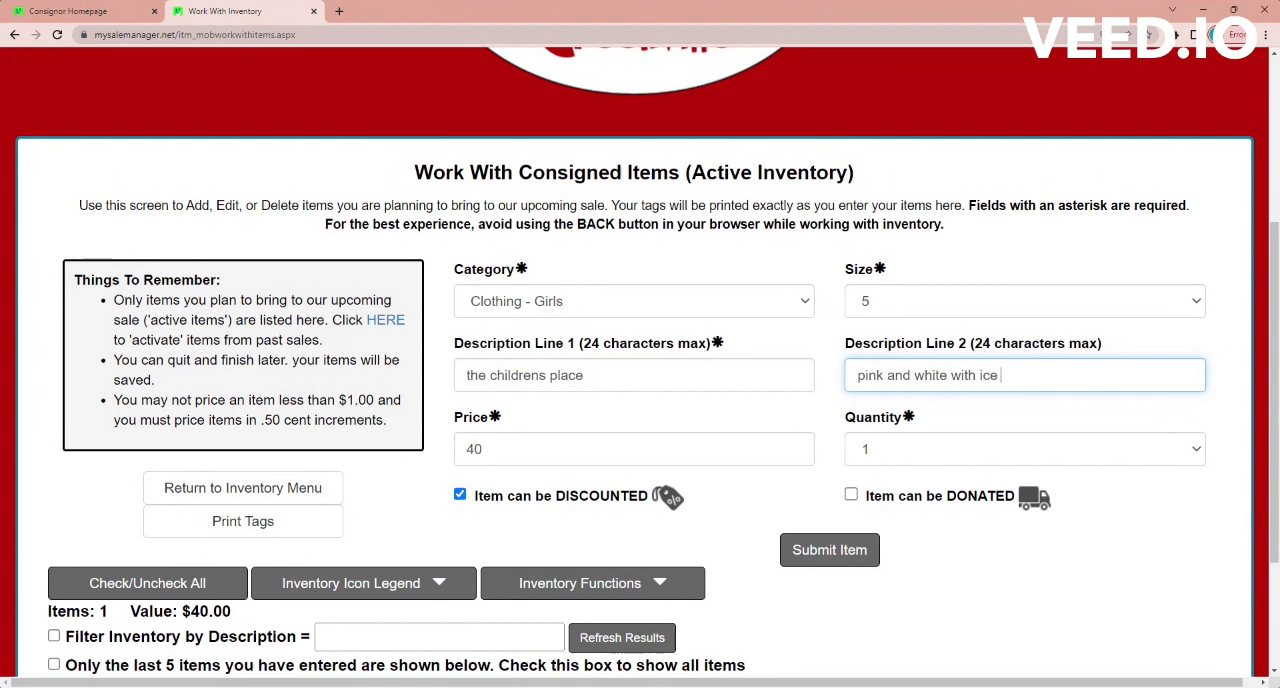 Consignor Homepage
Work With Inventory
mysalemanager.net/itm_mobworkwithitems.aspx
Error
VEED.IO
Work With Consigned Items (Active Inventory)
Use this screen to Add, Edit, or Delete items you are planning to bring to our upcoming sale. Your tags will be printed exactly as you enter your items here. Fields with an asterisk are required.
For the best experience, avoid using the BACK button in your browser while working with inventory.
Things To Remember:
• Only items you plan to bring to our upcoming
sale ('active items') are listed here. Click HERE
to 'activate' items from past sales.
• You can quit and finish later. your items will be
saved.
• You may not price an item less than $1.00 and
you must price items in .50 cent increments.
Return to Inventory Menu
Print Tags
Category✱
Clothing - Girls
Size✱
5
Description Line 1 (24 characters max)✱
the childrens place
Description Line 2 (24 characters max)
pink and white with ice
Price✱
40
Quantity✱
1
Item can be DISCOUNTED
Item can be DONATED
Submit Item
Check/Uncheck All
Inventory Icon Legend
Inventory Functions
Items: 1 Value: $40.00
Filter Inventory by Description =
Refresh Results
Only the last 5 items you have entered are shown below. Check this box to show all items